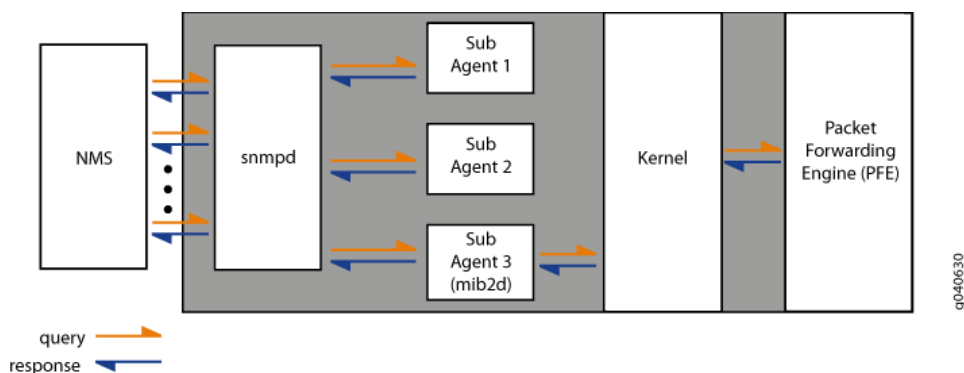 NMS
snmpd
Sub
Agent 1
Sub
Agent 2
Sub
Agent 3
(mib2d)
Kernel
Packet
Forwarding
Engine (PFE)
query
response
g040630